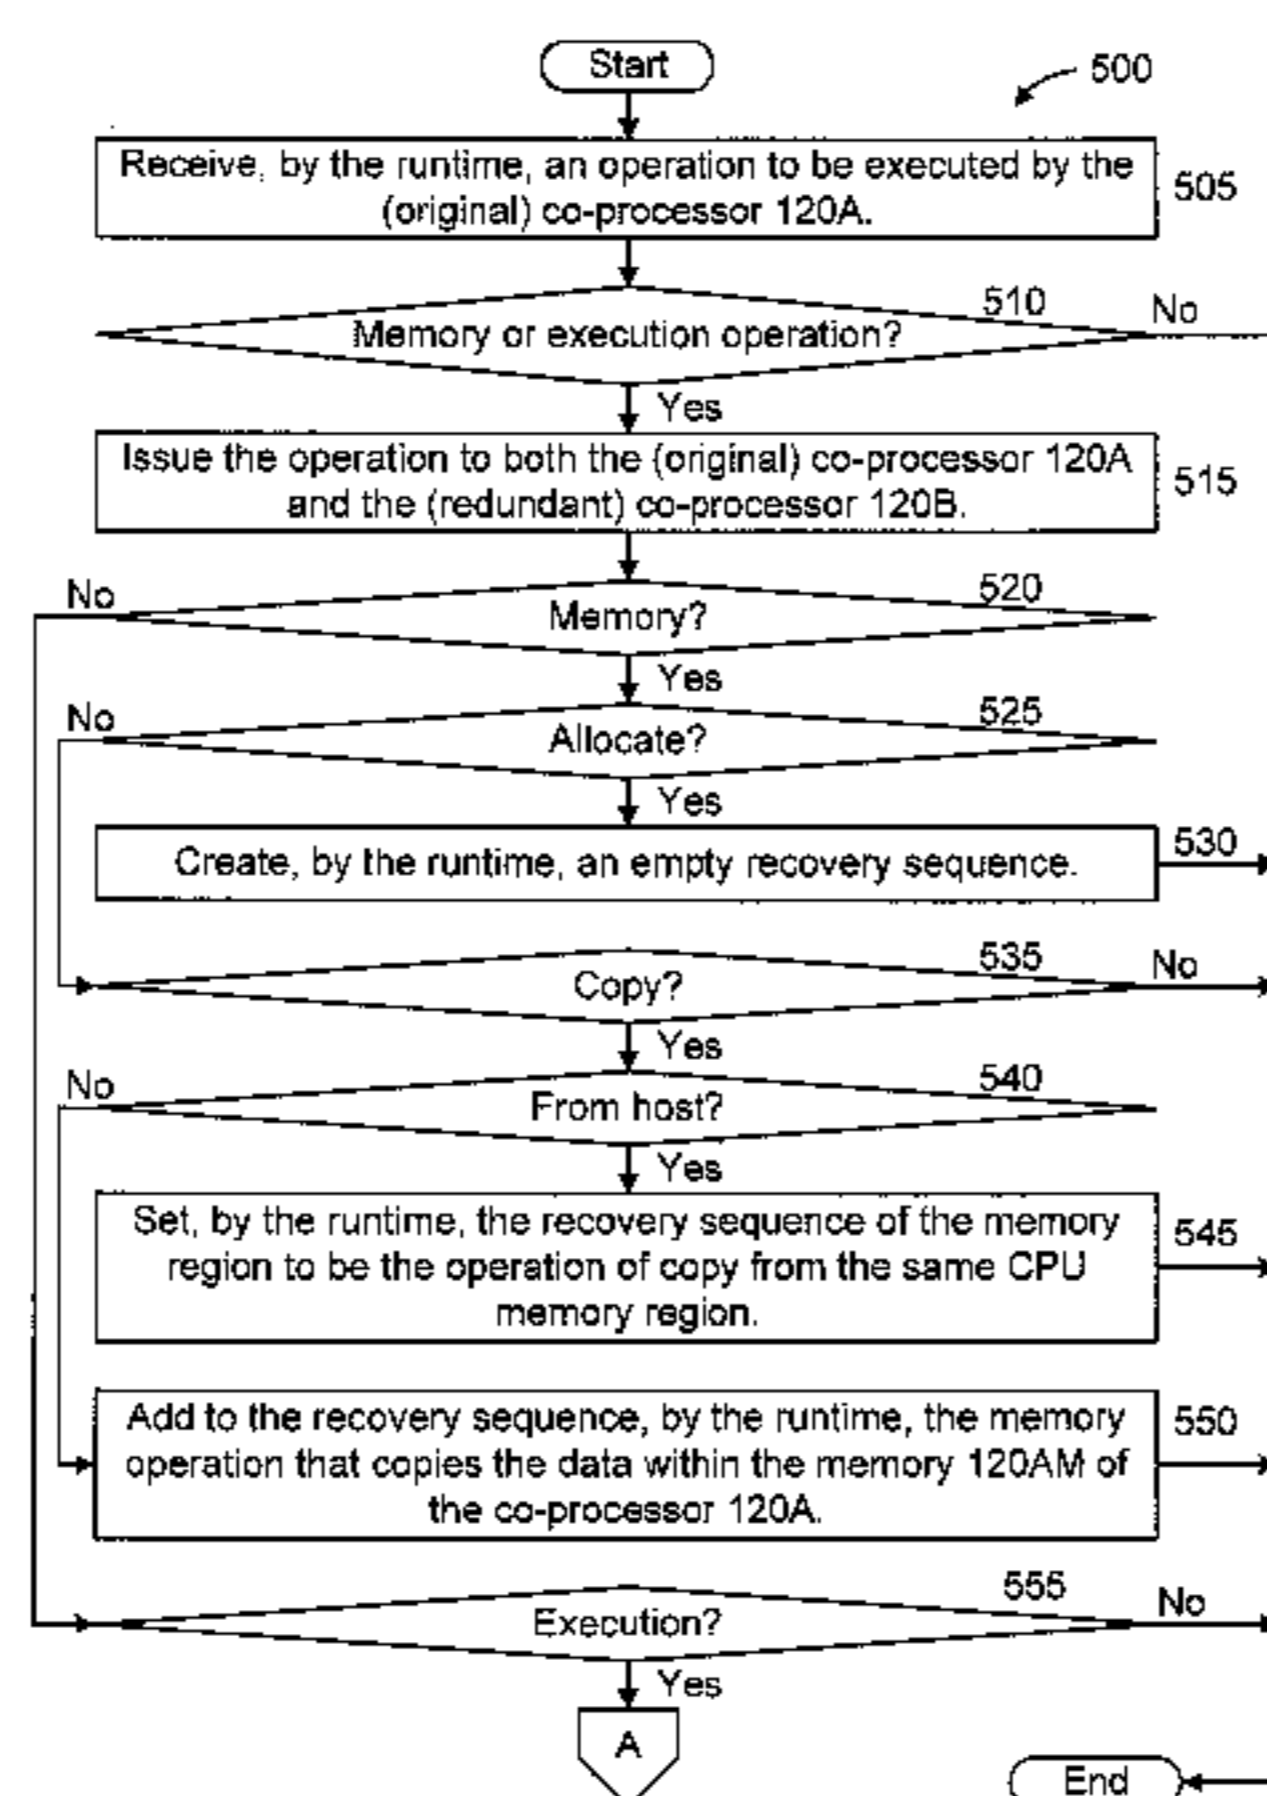 Start
500
Receive, by the runtime, an operation to be executed by the
(original) co-processor 120A.
505
510
No
Memory or execution operation?
Yes
Issue the operation to both the (original) co-processor 120A
and the (redundant) co-processor 120B.
515
No
520
Memory?
Yes
No
525
Allocate?
Yes
Create, by the runtime, an empty recovery sequence.
530
535
No
Copy?
Yes
No
540
From host?
Yes
Set, by the runtime, the recovery sequence of the memory
region to be the operation of copy from the same CPU
memory region.
545
Add to the recovery sequence, by the runtime, the memory
operation that copies the data within the memory 120AM of
the co-processor 120A.
550
555
No
Execution?
Yes
A
End